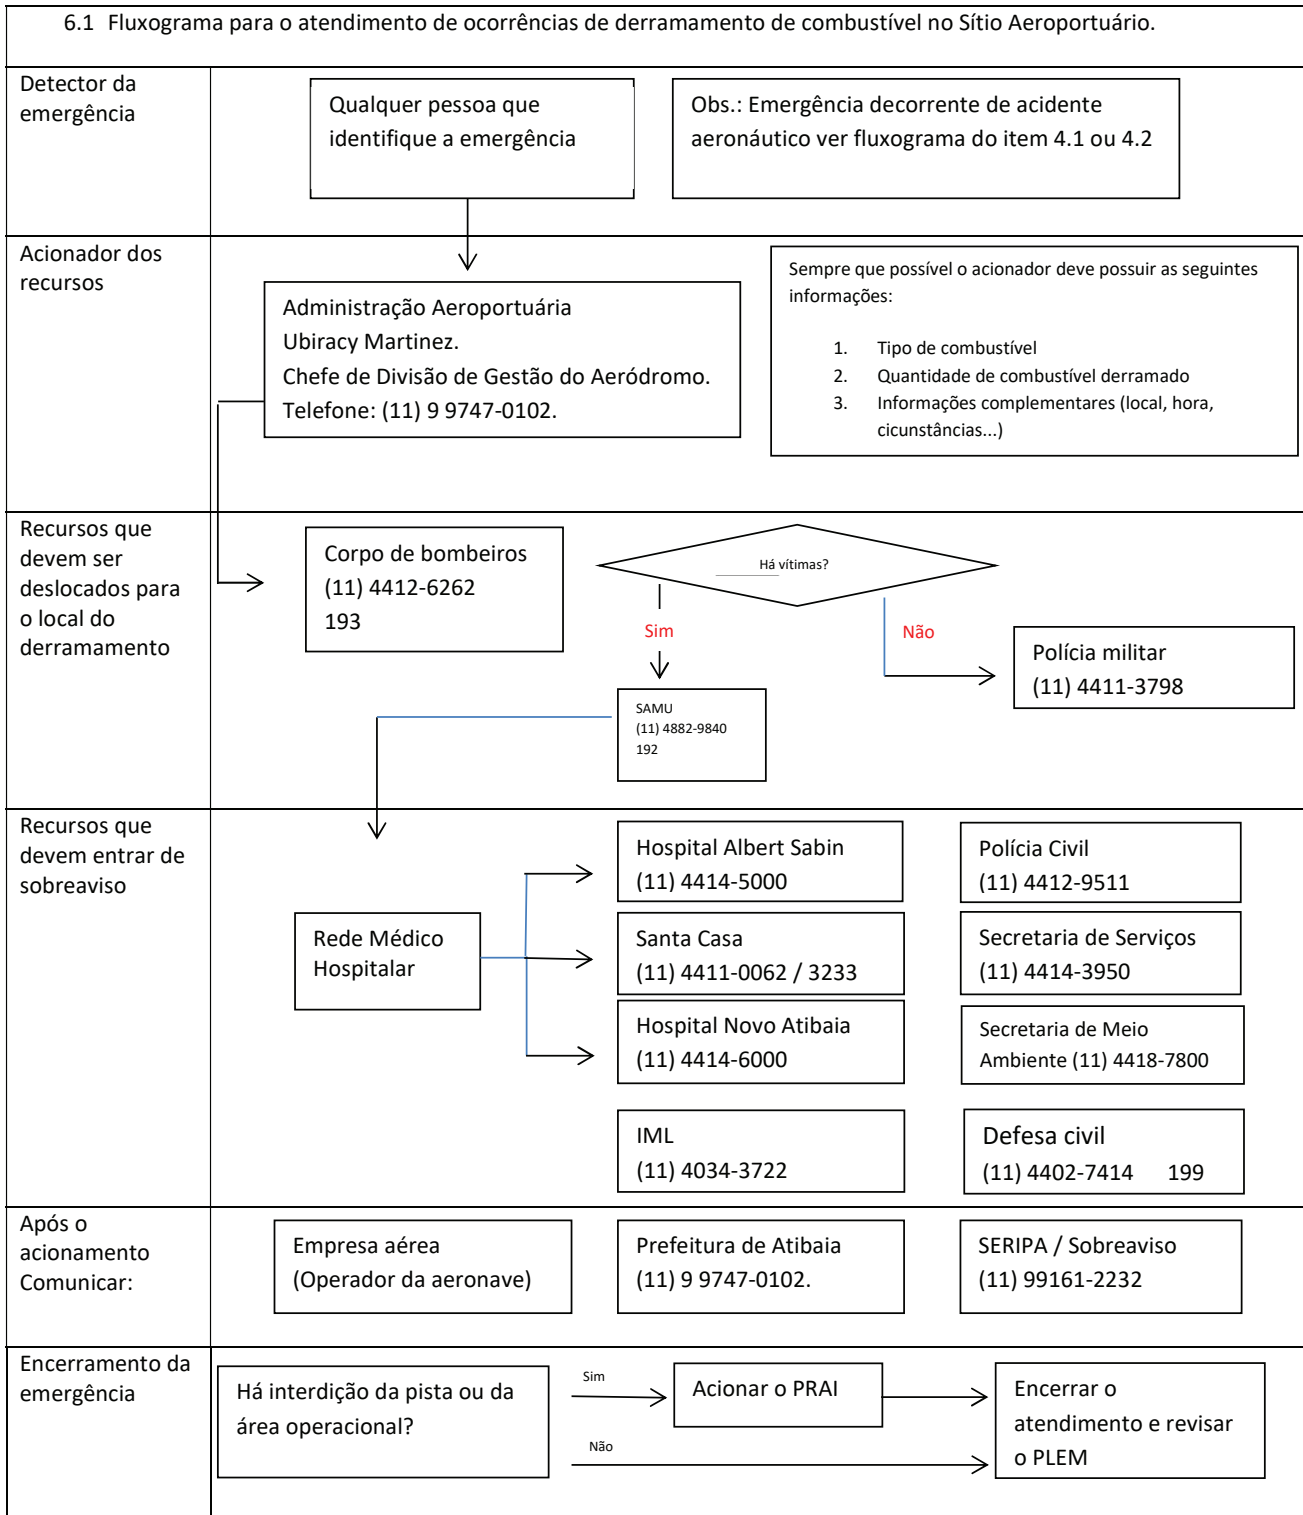 6.1 Fluxograma para o atendimento de ocorrências de derramamento de combustível no Sítio Aeroportuário.
Detector da
emergência
Qualquer pessoa que
identifique a emergência
Obs.: Emergência decorrente de acidente
aeronáutico ver fluxograma do item 4.1 ou 4.2
Acionador dos
recursos
Administração Aeroportuária
Ubiracy Martinez.
Chefe de Divisão de Gestão do Aeródromo.
Telefone: (11) 9 9747-0102.
Sempre que possível o acionador deve possuir as seguintes
informações:
1. Tipo de combustível
2. Quantidade de combustível derramado
3. Informações complementares (local, hora,
cicunstâncias...)
Recursos que
devem ser
deslocados para
o local do
derramamento
Corpo de bombeiros
(11) 4412-6262
193
Há vítimas?
Sim
Não
Polícia militar
(11) 4411-3798
SAMU
(11) 4882-9840
192
Recursos que
devem entrar de
sobreaviso
Rede Médico
Hospitalar
Hospital Albert Sabin
(11) 4414-5000
Polícia Civil
(11) 4412-9511
Santa Casa
(11) 4411-0062 / 3233
Secretaria de Serviços
(11) 4414-3950
Hospital Novo Atibaia
(11) 4414-6000
Secretaria de Meio
Ambiente (11) 4418-7800
IML
(11) 4034-3722
Defesa civil
(11) 4402-7414 199
Após o
acionamento
Comunicar:
Empresa aérea
(Operador da aeronave)
Prefeitura de Atibaia
(11) 9 9747-0102.
SERIPA / Sobreaviso
(11) 99161-2232
Encerramento da
emergência
Há interdição da pista ou da
área operacional?
Sim
Acionar o PRAI
Não
Encerrar o
atendimento e revisar
o PLEM